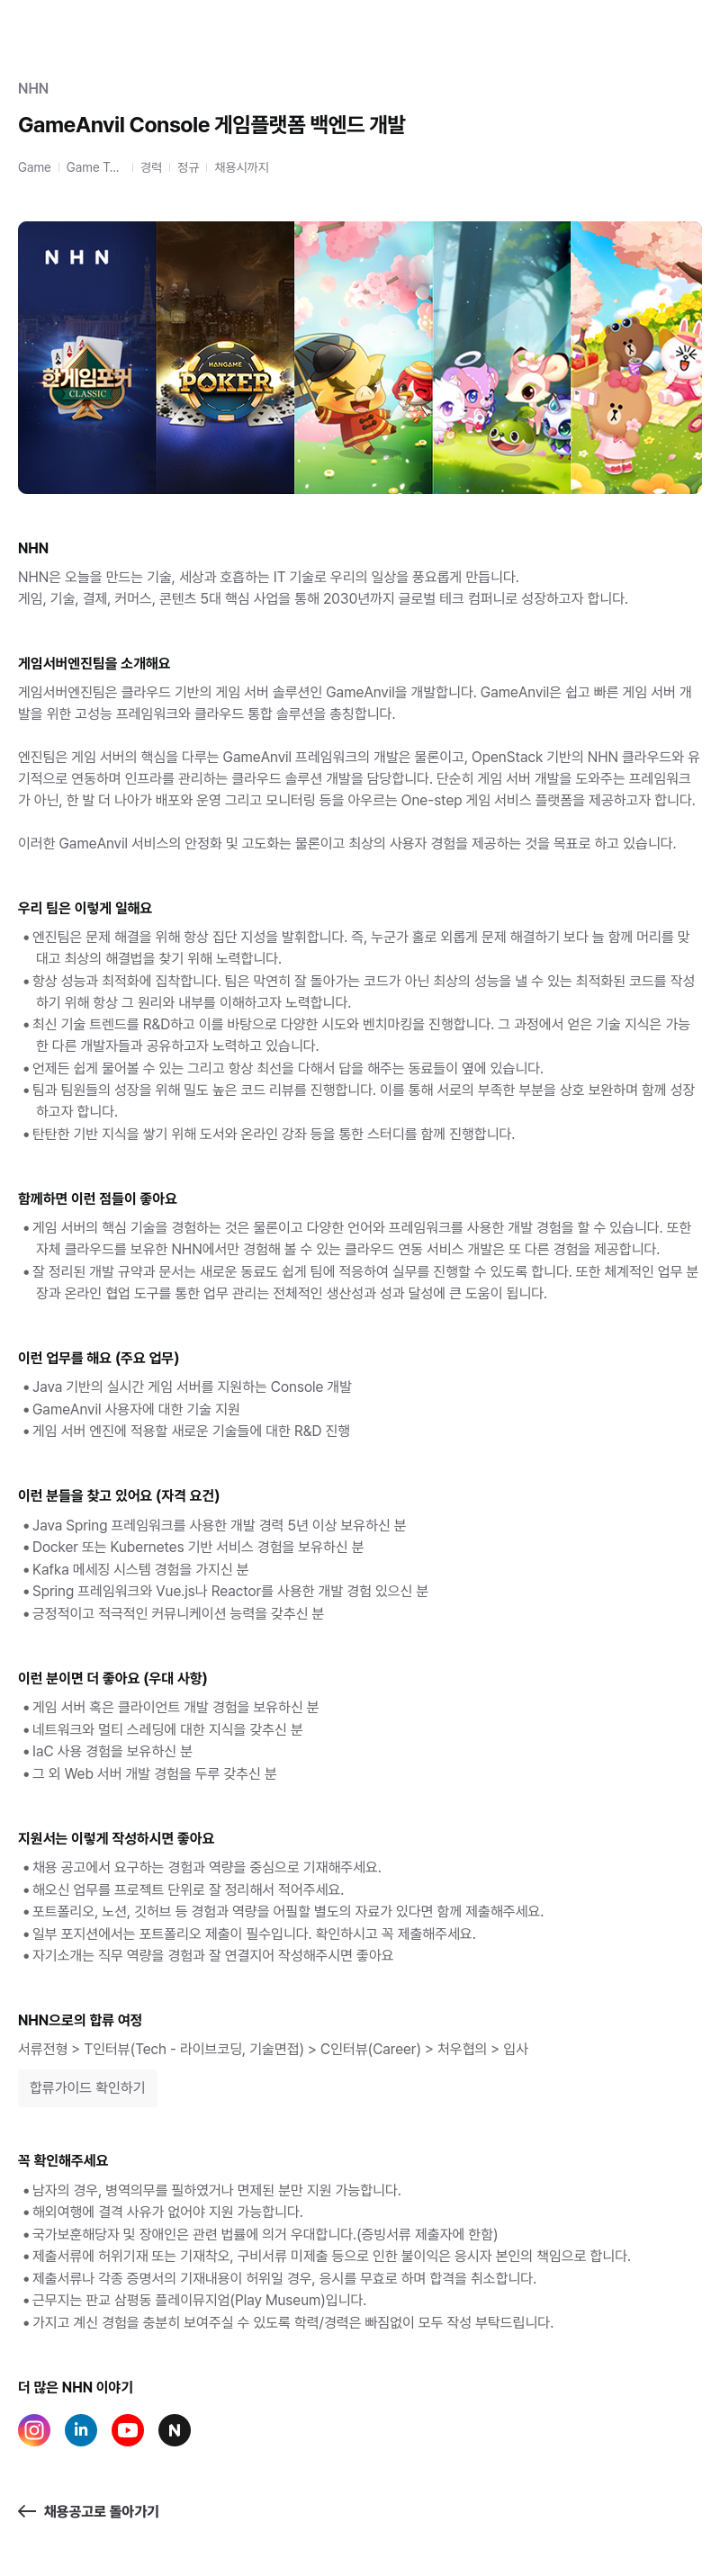 NHN
GameAnvil Console 게임플랫폼 백엔드 개발
Game | Game T... | 경력 | 정규 | 채용시까지
NHN
한게임포커
CLASSIC
HANGAME
POKER
NHN
NHN은 오늘을 만드는 기술, 세상과 호흡하는 IT 기술로 우리의 일상을 풍요롭게 만듭니다.
게임, 기술, 결제, 커머스, 콘텐츠 5대 핵심 사업을 통해 2030년까지 글로벌 테크 컴퍼니로 성장하고자 합니다.
게임서버엔진팀을 소개해요
게임서버엔진팀은 클라우드 기반의 게임 서버 솔루션인 GameAnvil을 개발합니다. GameAnvil은 쉽고 빠른 게임 서버 개
발을 위한 고성능 프레임워크와 클라우드 통합 솔루션을 총칭합니다.
엔진팀은 게임 서버의 핵심을 다루는 GameAnvil 프레임워크의 개발은 물론이고, OpenStack 기반의 NHN 클라우드와 유
기적으로 연동하며 인프라를 관리하는 클라우드 솔루션 개발을 담당합니다. 단순히 게임 서버 개발을 도와주는 프레임워크
가 아닌, 한 발 더 나아가 배포와 운영 그리고 모니터링 등을 아우르는 One-step 게임 서비스 플랫폼을 제공하고자 합니다.
이러한 GameAnvil 서비스의 안정화 및 고도화는 물론이고 최상의 사용자 경험을 제공하는 것을 목표로 하고 있습니다.
우리 팀은 이렇게 일해요
• 엔진팀은 문제 해결을 위해 항상 집단 지성을 발휘합니다. 즉, 누군가 홀로 외롭게 문제 해결하기 보다 늘 함께 머리를 맞
대고 최상의 해결법을 찾기 위해 노력합니다.
• 항상 성능과 최적화에 집착합니다. 팀은 막연히 잘 돌아가는 코드가 아닌 최상의 성능을 낼 수 있는 최적화된 코드를 작성
하기 위해 항상 그 원리와 내부를 이해하고자 노력합니다.
• 최신 기술 트렌드를 R&D하고 이를 바탕으로 다양한 시도와 벤치마킹을 진행합니다. 그 과정에서 얻은 기술 지식은 가능
한 다른 개발자들과 공유하고자 노력하고 있습니다.
• 언제든 쉽게 물어볼 수 있는 그리고 항상 최선을 다해서 답을 해주는 동료들이 옆에 있습니다.
• 팀과 팀원들의 성장을 위해 밀도 높은 코드 리뷰를 진행합니다. 이를 통해 서로의 부족한 부분을 상호 보완하며 함께 성장
하고자 합니다.
• 탄탄한 기반 지식을 쌓기 위해 도서와 온라인 강좌 등을 통한 스터디를 함께 진행합니다.
함께하면 이런 점들이 좋아요
• 게임 서버의 핵심 기술을 경험하는 것은 물론이고 다양한 언어와 프레임워크를 사용한 개발 경험을 할 수 있습니다. 또한
자체 클라우드를 보유한 NHN에서만 경험해 볼 수 있는 클라우드 연동 서비스 개발은 또 다른 경험을 제공합니다.
• 잘 정리된 개발 규약과 문서는 새로운 동료도 쉽게 팀에 적응하여 실무를 진행할 수 있도록 합니다. 또한 체계적인 업무 분
장과 온라인 협업 도구를 통한 업무 관리는 전체적인 생산성과 성과 달성에 큰 도움이 됩니다.
이런 업무를 해요 (주요 업무)
• Java 기반의 실시간 게임 서버를 지원하는 Console 개발
• GameAnvil 사용자에 대한 기술 지원
• 게임 서버 엔진에 적용할 새로운 기술들에 대한 R&D 진행
이런 분들을 찾고 있어요 (자격 요건)
• Java Spring 프레임워크를 사용한 개발 경력 5년 이상 보유하신 분
• Docker 또는 Kubernetes 기반 서비스 경험을 보유하신 분
• Kafka 메세징 시스템 경험을 가지신 분
• Spring 프레임워크와 Vue.js나 Reactor를 사용한 개발 경험 있으신 분
• 긍정적이고 적극적인 커뮤니케이션 능력을 갖추신 분
이런 분이면 더 좋아요 (우대 사항)
• 게임 서버 혹은 클라이언트 개발 경험을 보유하신 분
• 네트워크와 멀티 스레딩에 대한 지식을 갖추신 분
• IaC 사용 경험을 보유하신 분
• 그 외 Web 서버 개발 경험을 두루 갖추신 분
지원서는 이렇게 작성하시면 좋아요
• 채용 공고에서 요구하는 경험과 역량을 중심으로 기재해주세요.
• 해오신 업무를 프로젝트 단위로 잘 정리해서 적어주세요.
• 포트폴리오, 노션, 깃허브 등 경험과 역량을 어필할 별도의 자료가 있다면 함께 제출해주세요.
• 일부 포지션에서는 포트폴리오 제출이 필수입니다. 확인하시고 꼭 제출해주세요.
• 자기소개는 직무 역량을 경험과 잘 연결지어 작성해주시면 좋아요
NHN으로의 합류 여정
서류전형 > T인터뷰(Tech - 라이브코딩, 기술면접) > C인터뷰(Career) > 처우협의 > 입사
합류가이드 확인하기
꼭 확인해주세요
• 남자의 경우, 병역의무를 필하였거나 면제된 분만 지원 가능합니다.
• 해외여행에 결격 사유가 없어야 지원 가능합니다.
• 국가보훈해당자 및 장애인은 관련 법률에 의거 우대합니다.(증빙서류 제출자에 한함)
• 제출서류에 허위기재 또는 기재착오, 구비서류 미제출 등으로 인한 불이익은 응시자 본인의 책임으로 합니다.
• 제출서류나 각종 증명서의 기재내용이 허위일 경우, 응시를 무효로 하며 합격을 취소합니다.
• 근무지는 판교 삼평동 플레이뮤지엄(Play Museum)입니다.
• 가지고 계신 경험을 충분히 보여주실 수 있도록 학력/경력은 빠짐없이 모두 작성 부탁드립니다.
더 많은 NHN 이야기
in
N
채용공고로 돌아가기